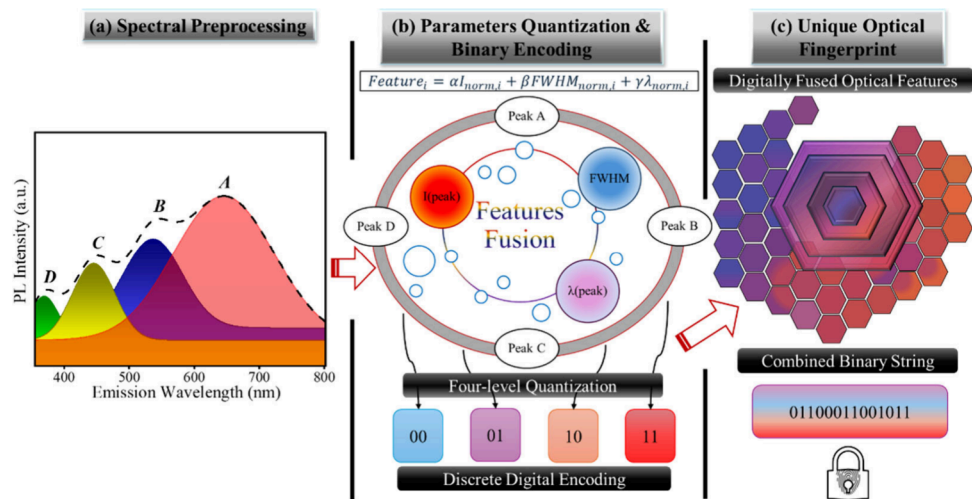 (a) Spectral Preprocessing
PL Intensity (a.u.)
D
C
B
A
400
500
600
700
800
Emission Wavelength (nm)
(b) Parameters Quantization &
Binary Encoding
Feature_i = αI_norm,i + βFWHM_norm,i + γλ_norm,i
Peak A
I(peak)
FWHM
Features
Fusion
Peak D
Peak B
λ(peak)
Peak C
Four-level Quantization
00
01
10
11
Discrete Digital Encoding
(c) Unique Optical
Fingerprint
Digitally Fused Optical Features
Combined Binary String
01100011001011